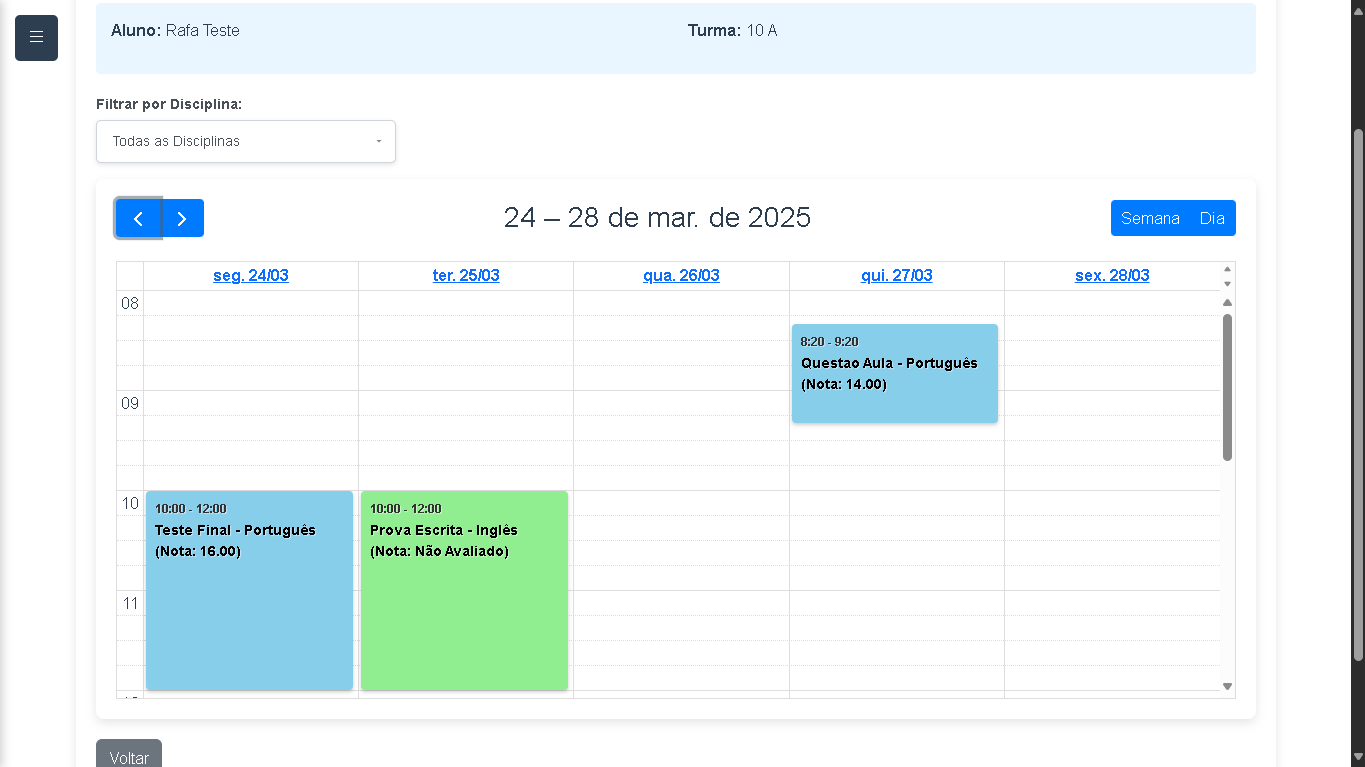 Aluno: Rafa Teste
Turma: 10 A
Filtrar por Disciplina:
Todas as Disciplinas
24 – 28 de mar. de 2025
Semana Dia
seg. 24/03
ter. 25/03
qua. 26/03
qui. 27/03
sex. 28/03
08
8:20 - 9:20
Questao Aula - Português
(Nota: 14.00)
09
10
10:00 - 12:00
Teste Final - Português
(Nota: 16.00)
10:00 - 12:00
Prova Escrita - Inglês
(Nota: Não Avaliado)
11
Voltar